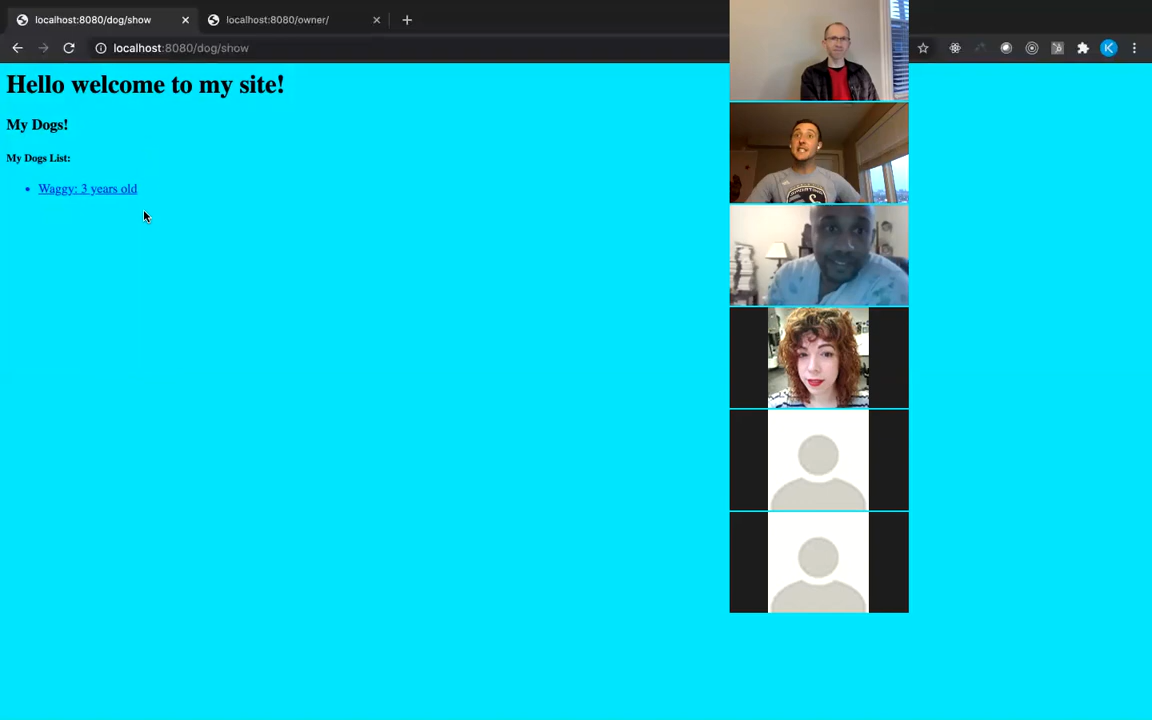 localhost:8080/dog/show
localhost:8080/owner/
localhost:8080/dog/show
K
Hello welcome to my site!
My Dogs!
My Dogs List:
Waggy: 3 years old